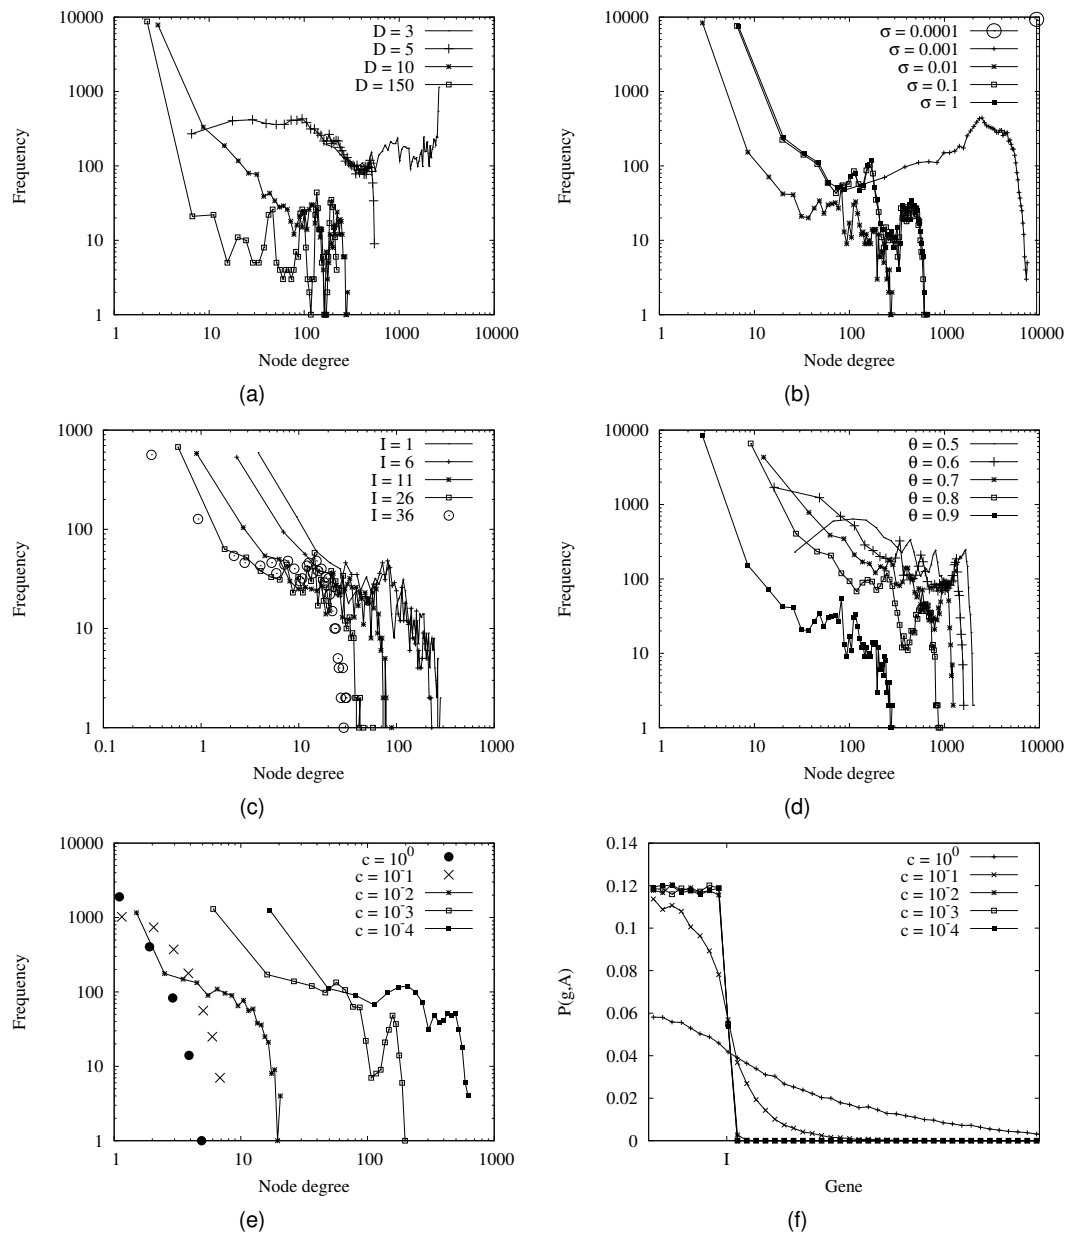 10000
1000
100
10
1
Frequency
D = 3
D = 5
D = 10
D = 150
1 10 100 1000 10000
Node degree
(a)
10000
1000
100
10
1
Frequency
σ = 0.0001
σ = 0.001
σ = 0.01
σ = 0.1
σ = 1
1 10 100 1000 10000
Node degree
(b)
1000
100
10
1
Frequency
I = 1
I = 6
I = 11
I = 26
I = 36
0.1 1 10 100 1000
Node degree
(c)
10000
1000
100
10
1
Frequency
θ = 0.5
θ = 0.6
θ = 0.7
θ = 0.8
θ = 0.9
1 10 100 1000 10000
Node degree
(d)
10000
1000
100
10
1
Frequency
c = 10⁰
c = 10⁻1
c = 10⁻2
c = 10⁻3
c = 10⁻4
1 10 100 1000
Node degree
(e)
0.14
0.12
0.1
0.08
0.06
0.04
0.02
0
P(g,A)
c = 10⁰
c = 10⁻1
c = 10⁻2
c = 10⁻3
c = 10⁻4
I
Gene
(f)